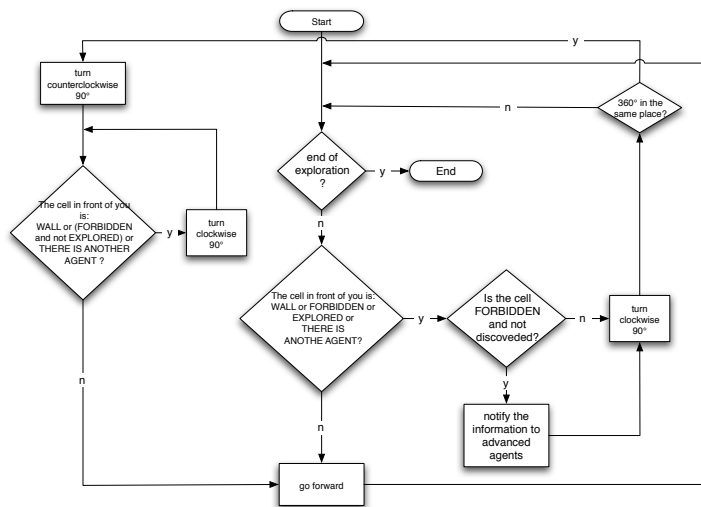 Start
y
turn
counterclockwise
90°
360° in the
same place?
n
end of
exploration
?
y
End
The cell in front of you
is:
WALL or (FORBIDDEN
and not EXPLORED) or
THERE IS ANOTHER
AGENT ?
y
turn
clockwise
90°
n
The cell in front of you is:
WALL or FORBIDDEN or
EXPLORED or
THERE IS
ANOTHE AGENT?
y
Is the cell
FORBIDDEN
and not
discoveded?
n
turn
clockwise
90°
y
n
notify the
information to
advanced
agents
n
go forward